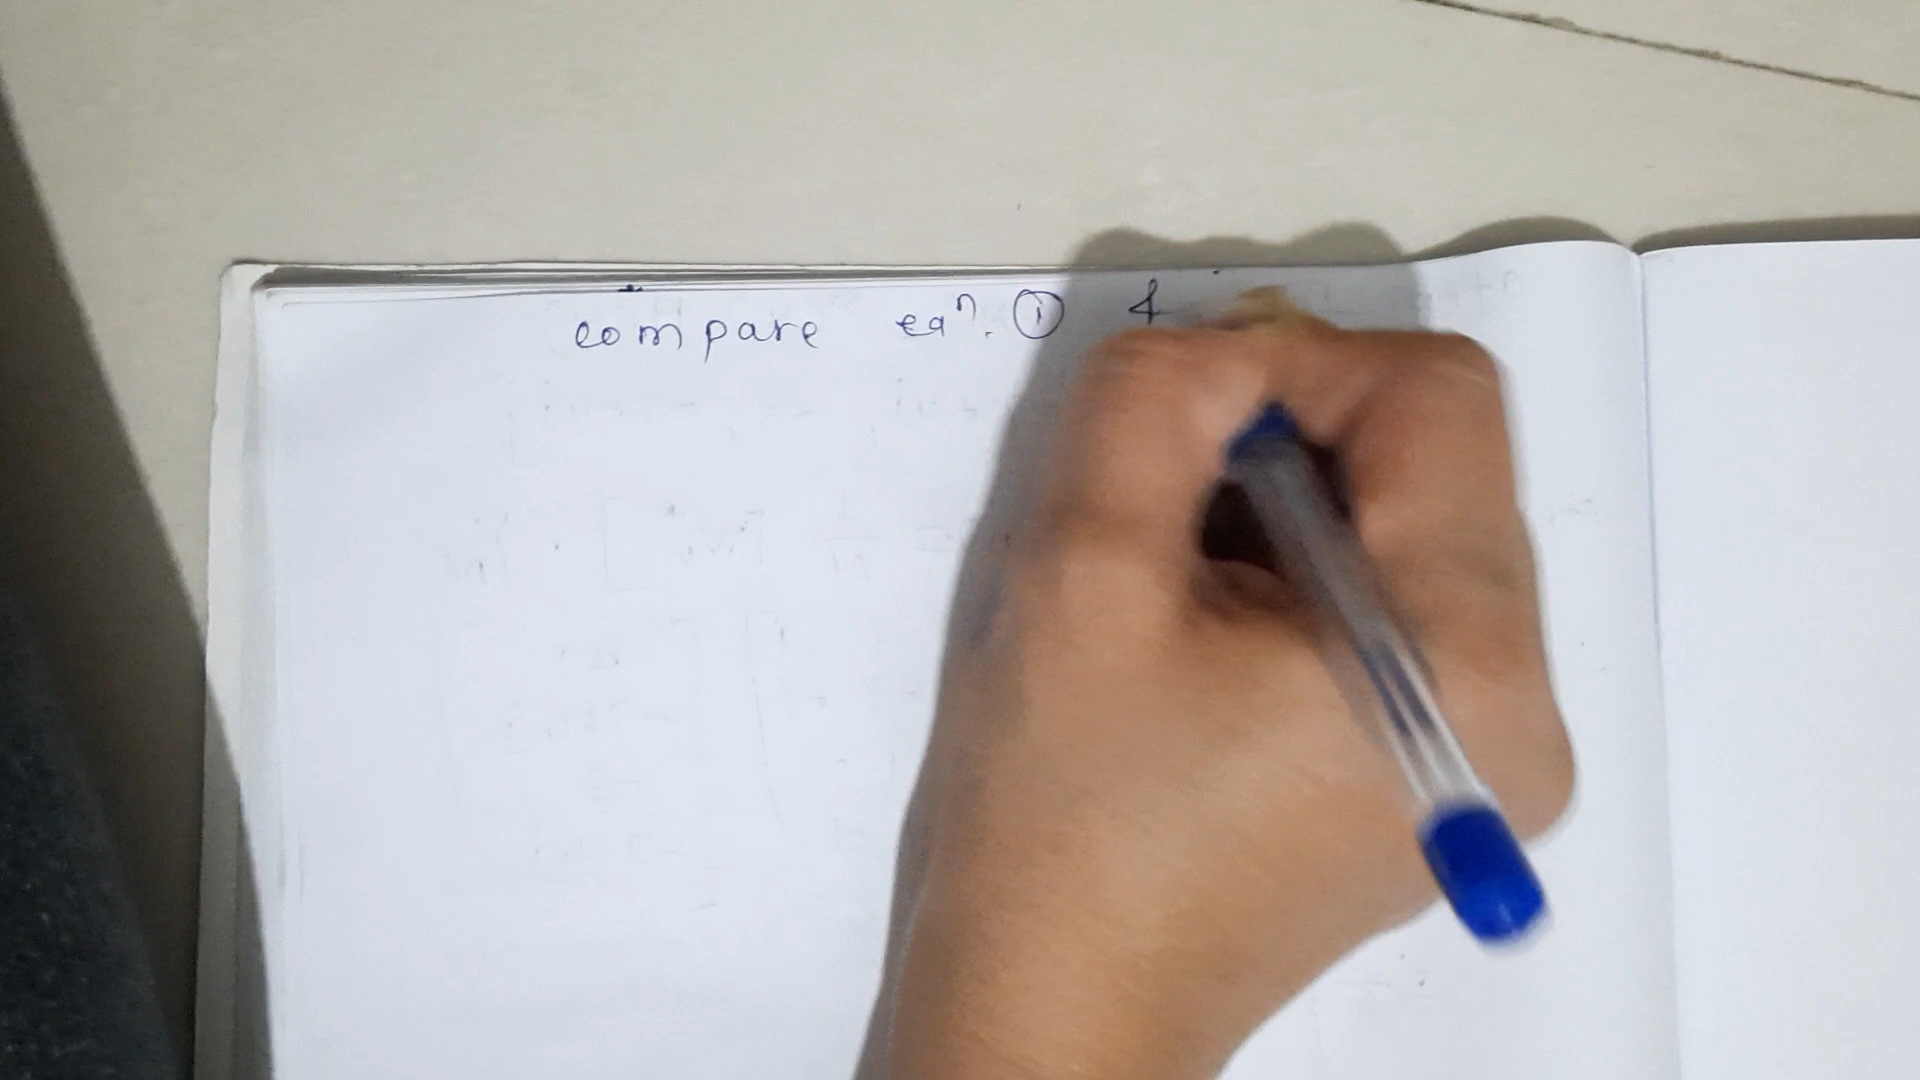 compare eqn. ① &